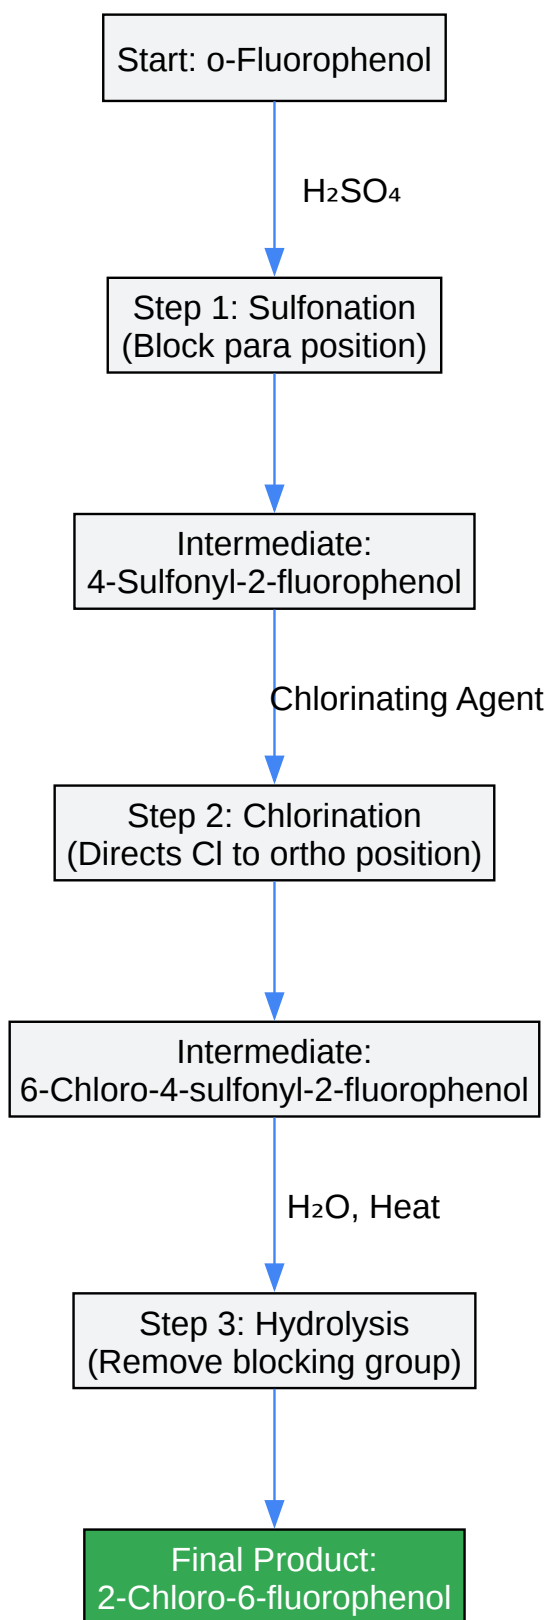 Start: o-Fluorophenol
H₂SO₄
Step 1: Sulfonation
(Block para position)
Intermediate:
4-Sulfonyl-2-fluorophenol
Chlorinating Agent
Step 2: Chlorination
(Directs Cl to ortho position)
Intermediate:
6-Chloro-4-sulfonyl-2-fluorophenol
H₂O, Heat
Step 3: Hydrolysis
(Remove blocking group)
Final Product:
2-Chloro-6-fluorophenol